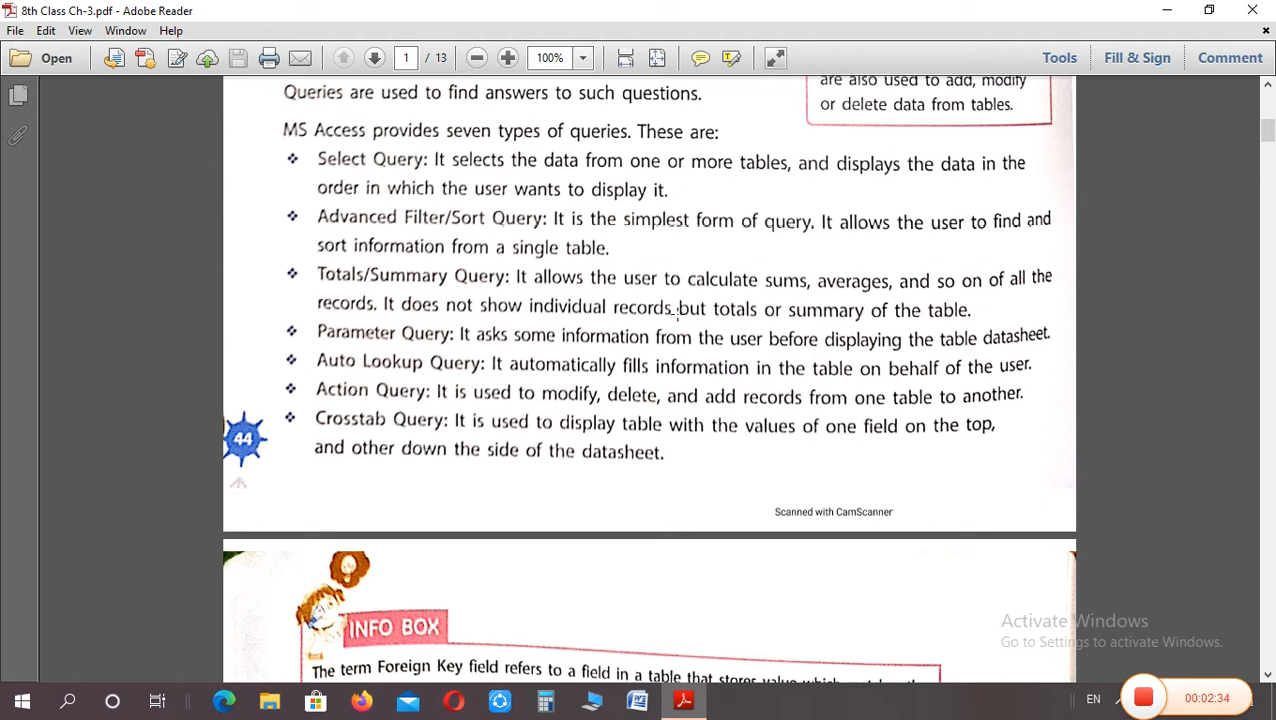 8th Class Ch-3.pdf - Adobe Reader
File Edit View Window Help
Open 1 / 13 100% Tools Fill & Sign Comment
are also used to add, modify
Queries are used to find answers to such questions.
or delete data from tables.
MS Access provides seven types of queries. These are:
❖ Select Query: It selects the data from one or more tables, and displays the data in the
order in which the user wants to display it.
❖ Advanced Filter/Sort Query: It is the simplest form of query. It allows the user to find and
sort information from a single table.
❖ Totals/Summary Query: It allows the user to calculate sums, averages, and so on of all the
records. It does not show individual records but totals or summary of the table.
❖ Parameter Query: It asks some information from the user before displaying the table datasheet.
❖ Auto Lookup Query: It automatically fills information in the table on behalf of the user.
❖ Action Query: It is used to modify, delete, and add records from one table to another.
❖ Crosstab Query: It is used to display table with the values of one field on the top,
44
and other down the side of the datasheet.
Scanned with CamScanner
INFO BOX
The term Foreign Key field refers to a field in a table that stores value which
Activate Windows
Go to Settings to activate Windows.
EN
00:02:34